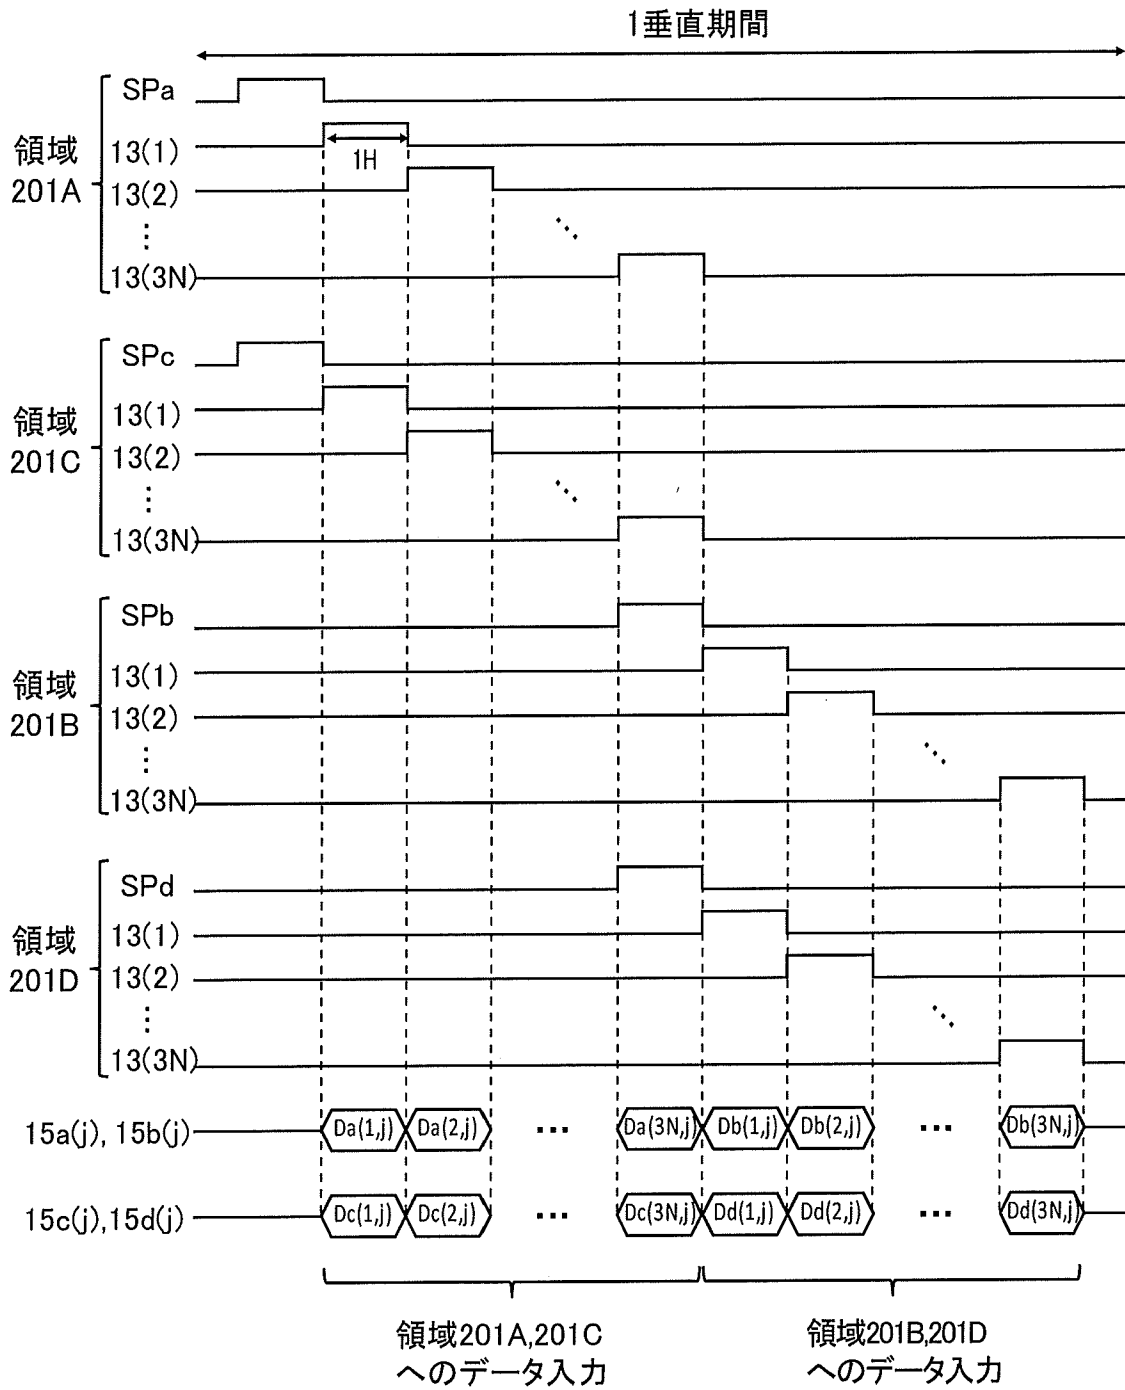 1垂直期間
SPa
13(1)
1H
領域
201A
13(2)
⋮
13(3N)
SPc
13(1)
領域
201C
13(2)
⋮
13(3N)
SPb
13(1)
領域
201B
13(2)
⋮
13(3N)
SPd
13(1)
領域
201D
13(2)
⋮
13(3N)
15a(j), 15b(j) Da(1,j) Da(2,j) ⋯ Da(3N,j) Db(1,j) Db(2,j) ⋯ Db(3N,j)
15c(j),15d(j) Dc(1,j) Dc(2,j) ⋯ Dc(3N,j) Dd(1,j) Dd(2,j) ⋯ Dd(3N,j)
領域201A,201C
へのデータ入力
領域201B,201D
へのデータ入力